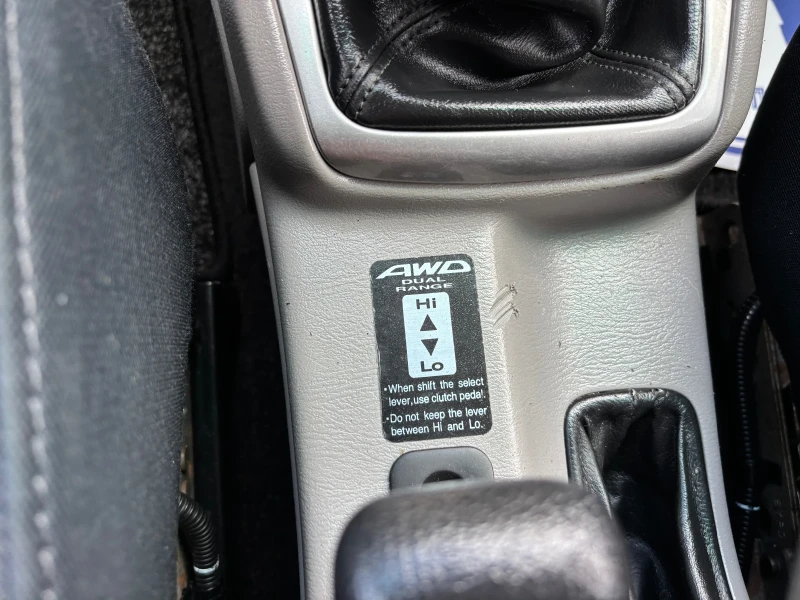 AWD
DUAL
RANGE
Hi
Lo
•When shift the select
lever,use clutch pedal.
•Do not keep the lever
between Hi and Lo.